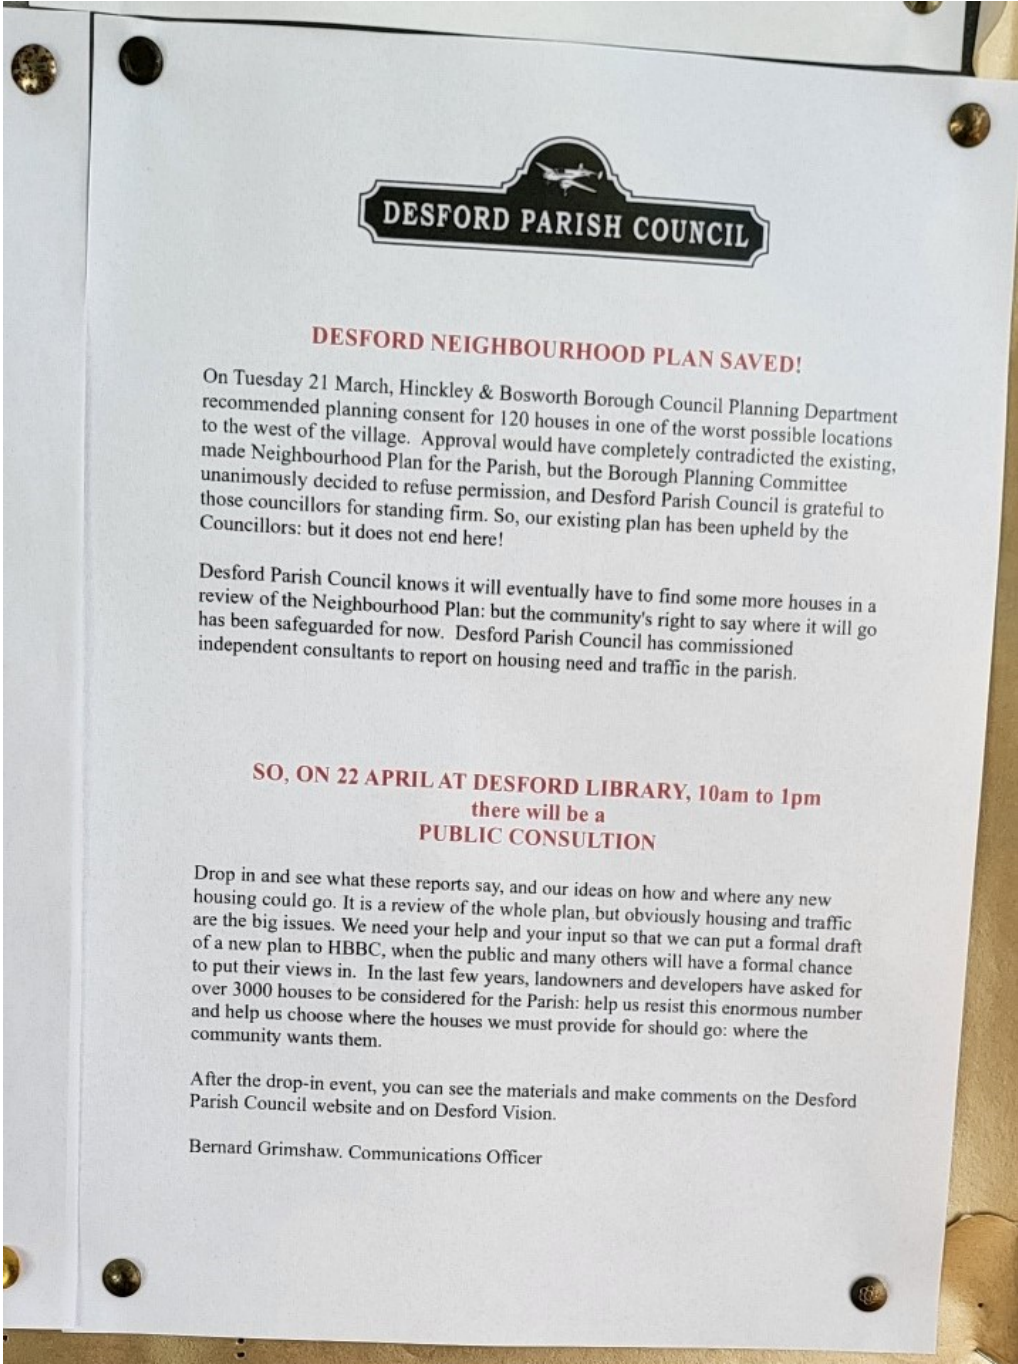 DESFORD PARISH COUNCIL
DESFORD NEIGHBOURHOOD PLAN SAVED!
On Tuesday 21 March, Hinckley & Bosworth Borough Council Planning Department
recommended planning consent for 120 houses in one of the worst possible locations
to the west of the village. Approval would have completely contradicted the existing,
made Neighbourhood Plan for the Parish, but the Borough Planning Committee
unanimously decided to refuse permission, and Desford Parish Council is grateful to
those councillors for standing firm. So, our existing plan has been upheld by the
Councillors: but it does not end here!
Desford Parish Council knows it will eventually have to find some more houses in a
review of the Neighbourhood Plan: but the community's right to say where it will go
has been safeguarded for now. Desford Parish Council has commissioned
independent consultants to report on housing need and traffic in the parish.
SO, ON 22 APRIL AT DESFORD LIBRARY, 10am to 1pm
there will be a
PUBLIC CONSULTION
Drop in and see what these reports say, and our ideas on how and where any new
housing could go. It is a review of the whole plan, but obviously housing and traffic
are the big issues. We need your help and your input so that we can put a formal draft
of a new plan to HBBC, when the public and many others will have a formal chance
to put their views in. In the last few years, landowners and developers have asked for
over 3000 houses to be considered for the Parish: help us resist this enormous number
and help us choose where the houses we must provide for should go: where the
community wants them.
After the drop-in event, you can see the materials and make comments on the Desford
Parish Council website and on Desford Vision.
Bernard Grimshaw. Communications Officer